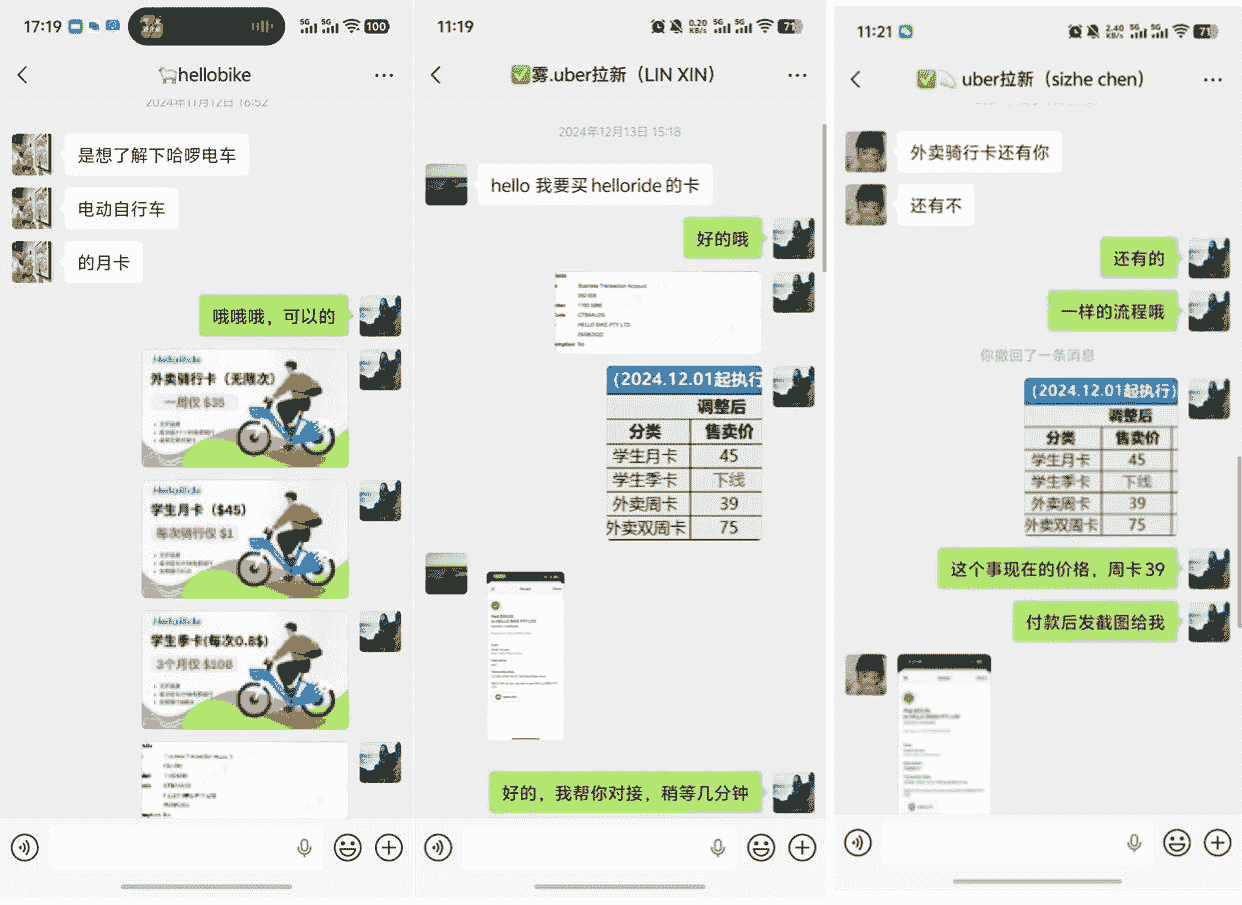 17:19
100
hellobike
2024年11月12日 16:52
是想了解下哈啰电车
电动自行车
的月卡
哦哦哦，可以的
外卖骑行卡（无限次）
一周仅 $35
学生月卡（$45）
每次骑行仅 $1
学生季卡(每次0.8$)
3个月仅 $108
11:19
0.20
KB/s
71
雾.uber拉新（LIN XIN）
2024年12月13日 15:18
hello 我要买 helloride 的卡
好的哦
Business Transaction Account
HELLO BIKE PTY LTD
（2024.12.01起执行
调整后
分类 售卖价
学生月卡 45
学生季卡 下线
外卖周卡 39
外卖双周卡 75
好的，我帮你对接，稍等几分钟
11:21
2.40
KB/s
71
uber拉新（sizhe chen）
外卖骑行卡还有你
还有不
还有的
一样的流程哦
你撤回了一条消息
（2024.12.01起执行）
调整后
分类 售卖价
学生月卡 45
学生季卡 下线
外卖周卡 39
外卖双周卡 75
这个事现在的价格，周卡39
付款后发截图给我